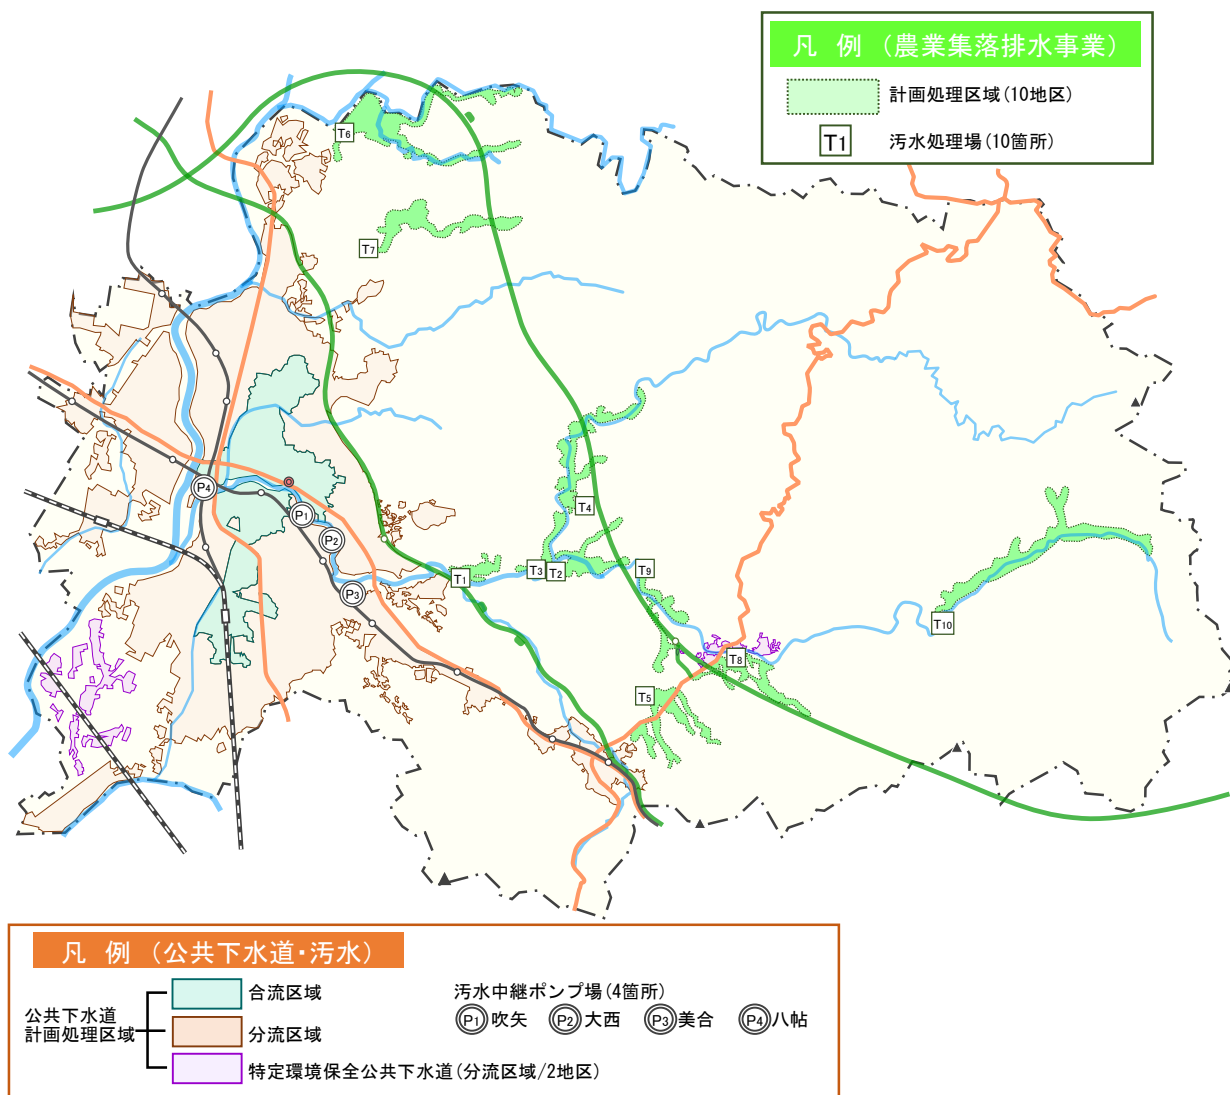 凡 例 (農業集落排水事業)
計画処理区域(10地区)
T1 汚水処理場(10箇所)
T6
T7
P4
P1
P2
T4
T1
T3
T2
T9
P3
T10
T8
T5
凡 例 (公共下水道・汚水)
公共下水道
計画処理区域
合流区域
分流区域
特定環境保全公共下水道(分流区域/2地区)
汚水中継ポンプ場(4箇所)
P1 吹矢 P2 大西 P3 美合 P4 八帖